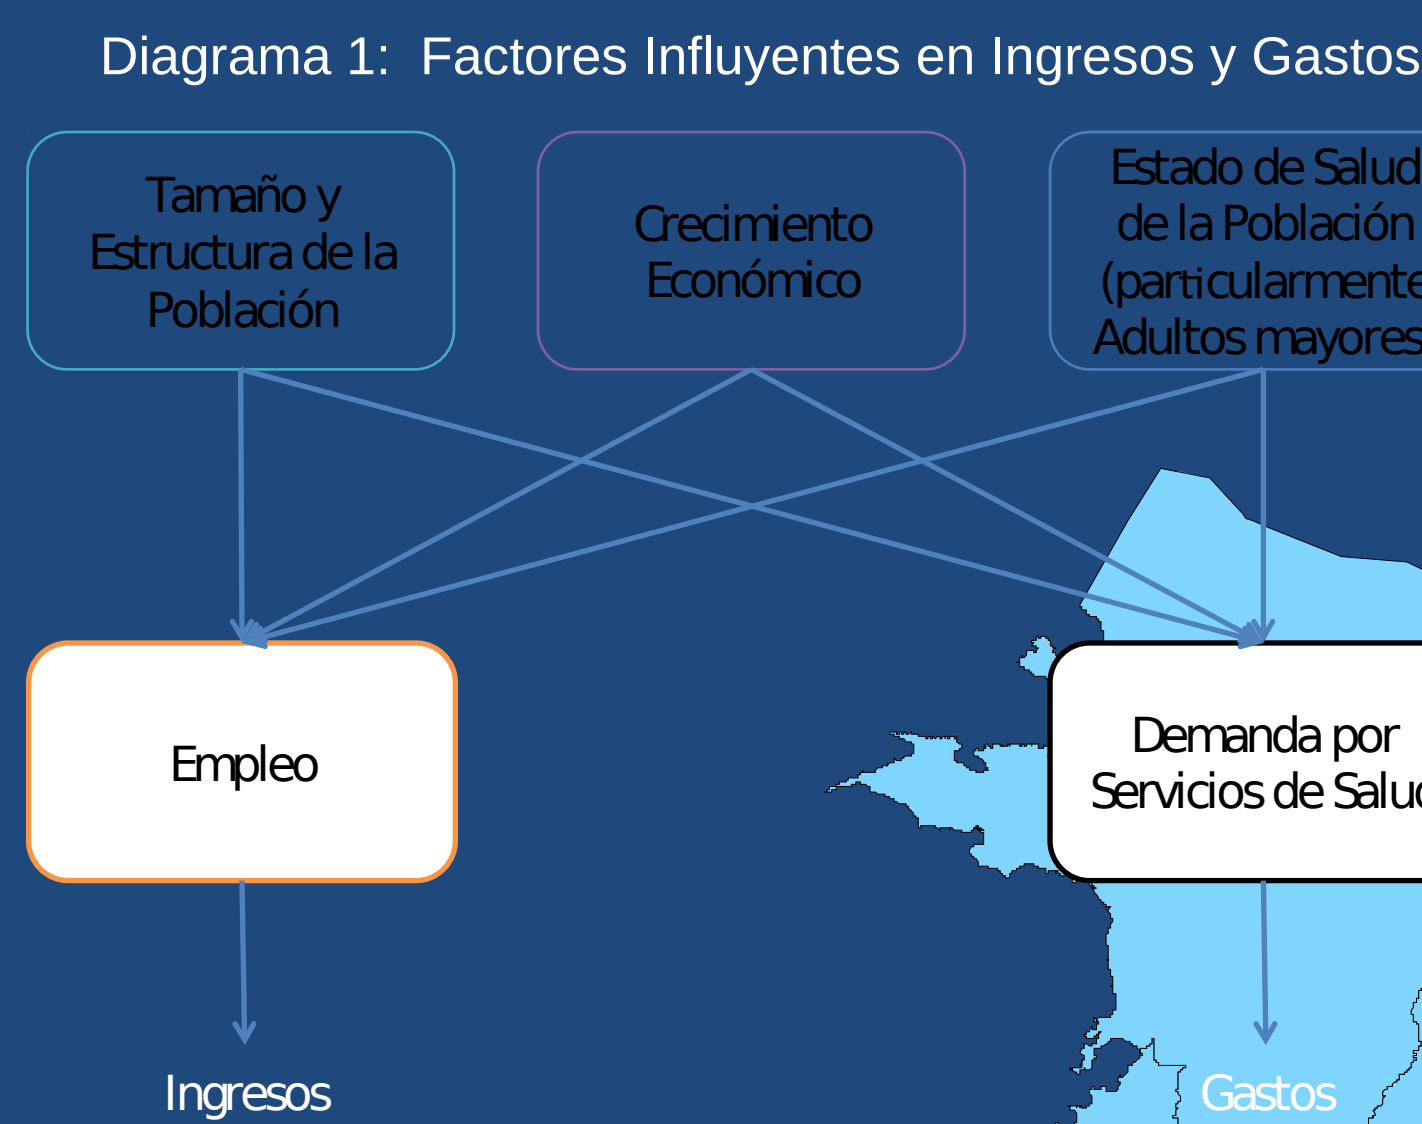 Diagrama 1: Factores Influyentes en Ingresos y Gastos
Tamaño y
Estructura de la
Población
Crecimiento
Económico
Estado de Salud
de la Población
(particularmente
Adultos mayores
Empleo
Demanda por
Servicios de Salud
Ingresos
Gastos